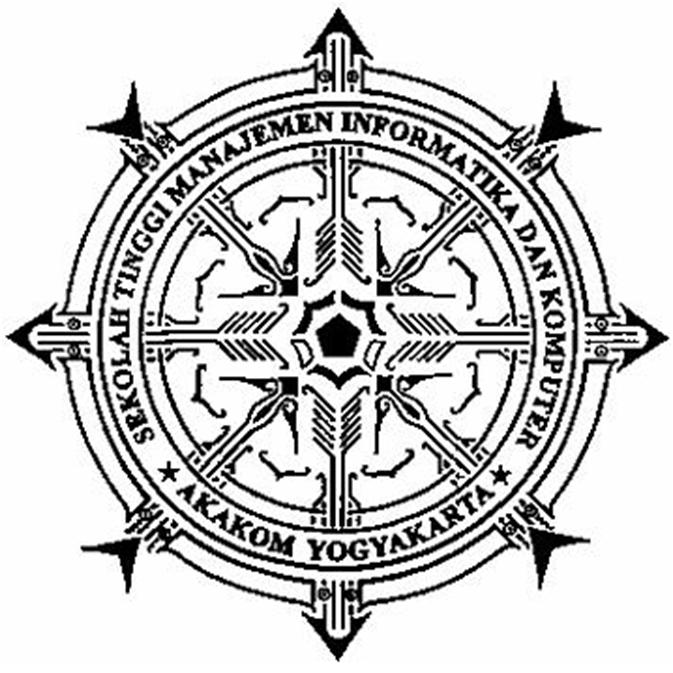 SEKOLAH TINGGI MANAJEMEN INFORMATIKA DAN KOMPUTER
AKAKOM YOGYAKARTA